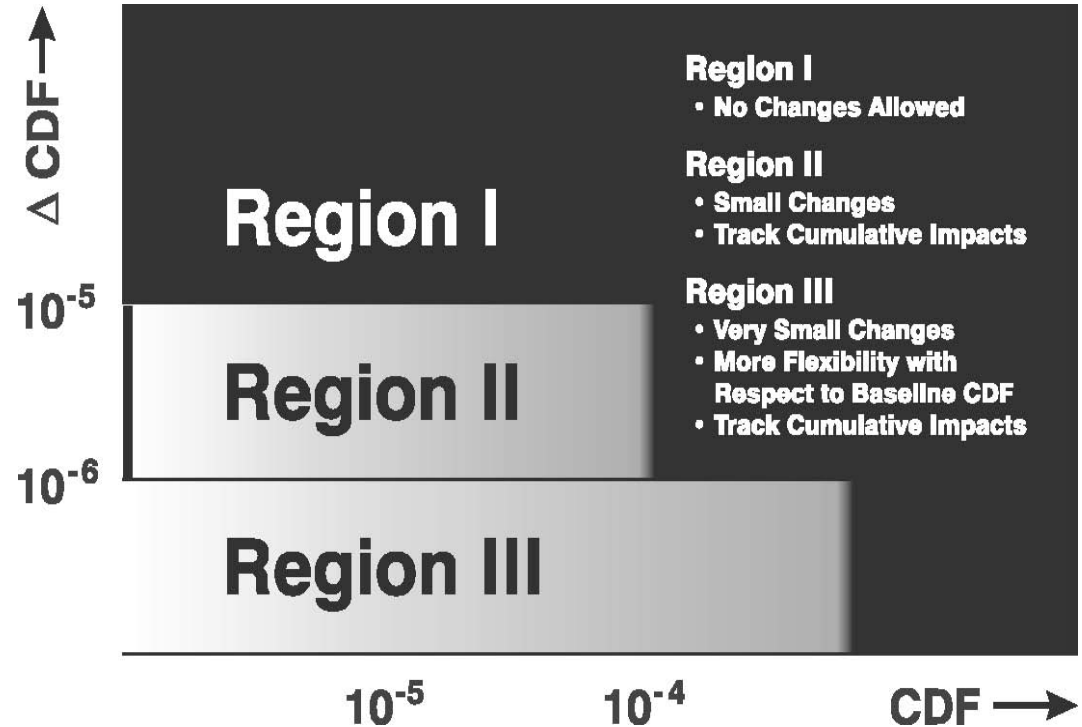 Δ CDF →
Region I
• No Changes Allowed
Region II
• Small Changes
• Track Cumulative Impacts
Region III
• Very Small Changes
• More Flexibility with
Respect to Baseline CDF
• Track Cumulative Impacts
Region I
10⁻⁵
Region II
10⁻⁶
Region III
10⁻⁵ 10⁻⁴ CDF →